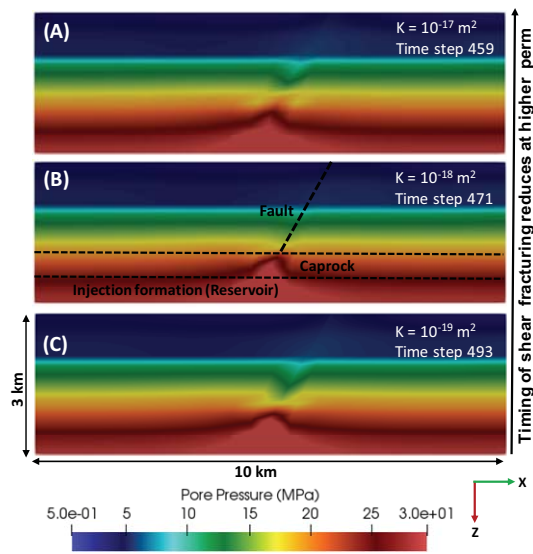 (A)
K = 10⁻¹⁷ m²
Time step 459
(B)
K = 10⁻¹⁸ m²
Time step 471
Fault
Caprock
Injection formation (Reservoir)
(C)
K = 10⁻¹⁹ m²
Time step 493
3 km
10 km
Timing of shear fracturing reduces at higher perm
Pore Pressure (MPa)
5.0e-01 5 10 15 20 25 3.0e+01
X
Z